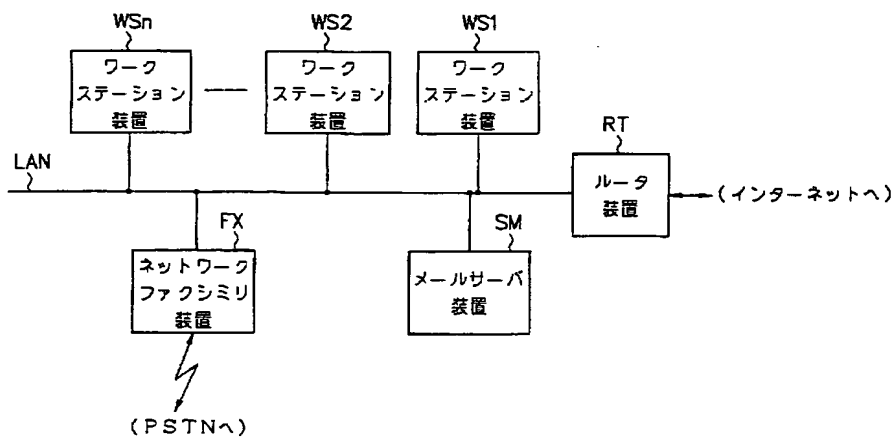 WSn
WS2
WS1
ワーク
ステーション
装置
ワーク
ステーション
装置
ワーク
ステーション
装置
RT
LAN
ルータ
装置
(インターネットへ)
FX
SM
ネットワーク
ファクシミリ
装置
メールサーバ
装置
(PSTNへ)